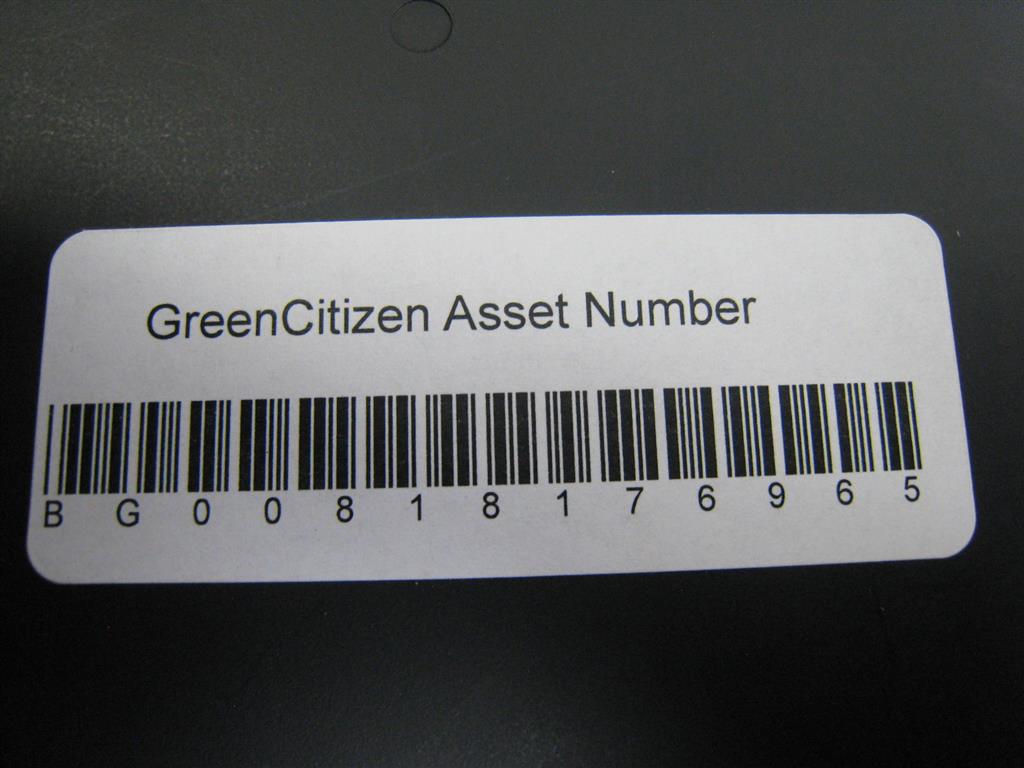 GreenCitizen Asset Number
B G 0 0 8 1 8 1 7 6 9 6 5